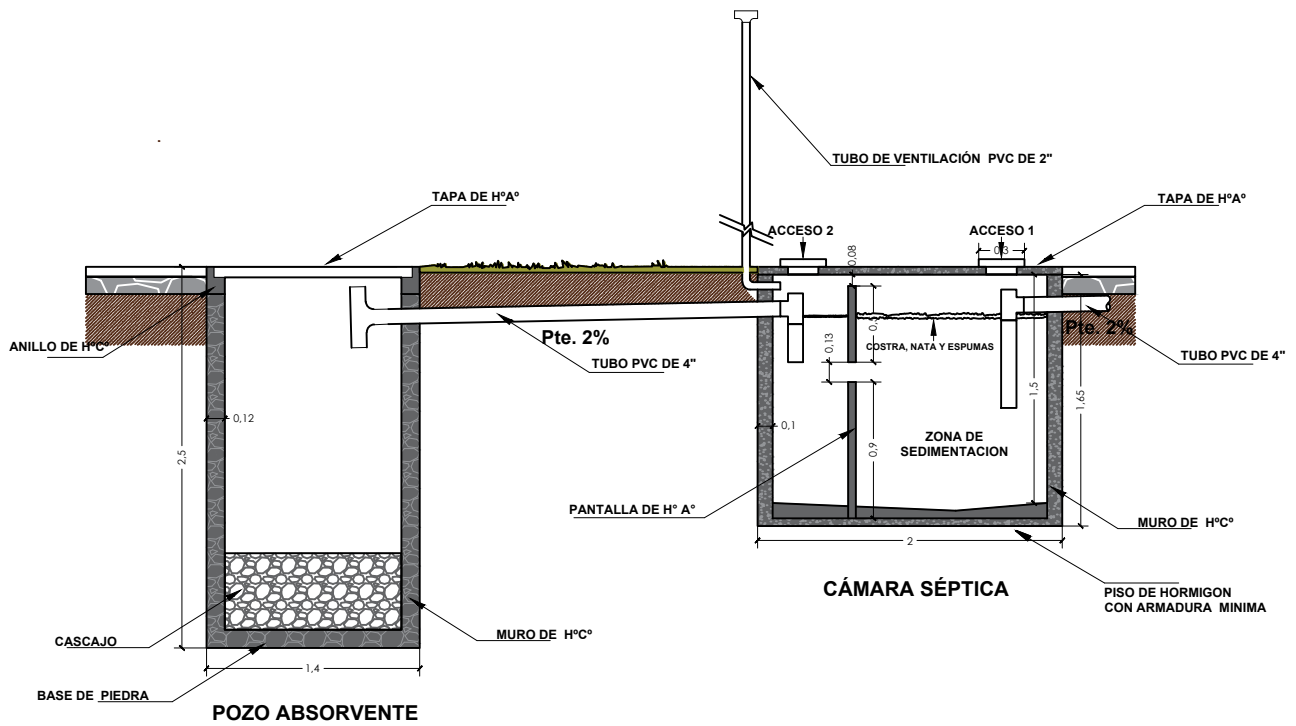 TUBO DE VENTILACIÓN PVC DE 2"
TAPA DE HºAº
ACCESO 2
ACCESO 1
TAPA DE HºAº
0,3
0,08
ANILLO DE HºCº
Pte. 2%
TUBO PVC DE 4"
COSTRA, NATA Y ESPUMAS
Pte. 2%
TUBO PVC DE 4"
0,13
0,12
2,5
0,1
0,9
1,5
1,65
ZONA DE
SEDIMENTACION
PANTALLA DE H° A°
MURO DE HºCº
2
CÁMARA SÉPTICA
PISO DE HORMIGON
CON ARMADURA MINIMA
CASCAJO
MURO DE HºCº
1,4
BASE DE PIEDRA
POZO ABSORVENTE